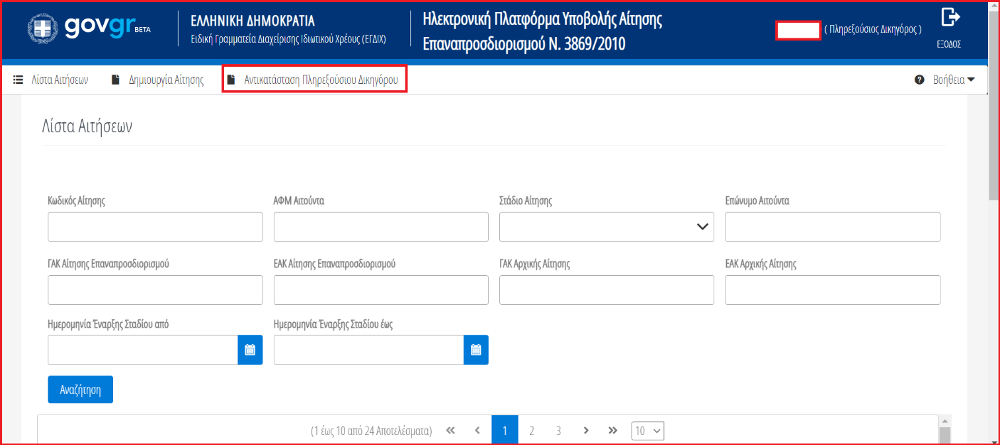 govgr BETA
ΕΛΛΗΝΙΚΗ ΔΗΜΟΚΡΑΤΙΑ
Ειδική Γραμματεία Διαχείρισης Ιδιωτικού Χρέους (ΕΓΔΙΧ)
Ηλεκτρονική Πλατφόρμα Υποβολής Αίτησης
Επαναπροσδιορισμού Ν. 3869/2010
( Πληρεξούσιος Δικηγόρος )
ΕΞΟΔΟΣ
Λίστα Αιτήσεων Δημιουργία Αίτησης Αντικατάσταση Πληρεξούσιου Δικηγόρου Βοήθεια
Λίστα Αιτήσεων
Κωδικός Αίτησης ΑΦΜ Αιτούντα Στάδιο Αίτησης Επώνυμο Αιτούντα
ΓΑΚ Αίτησης Επαναπροσδιορισμού ΕΑΚ Αίτησης Επαναπροσδιορισμού ΓΑΚ Αρχικής Αίτησης ΕΑΚ Αρχικής Αίτησης
Ημερομηνία Έναρξης Σταδίου από Ημερομηνία Έναρξης Σταδίου έως
Αναζήτηση
(1 έως 10 από 24 Αποτελέσματα) « ‹ 1 2 3 › » 10